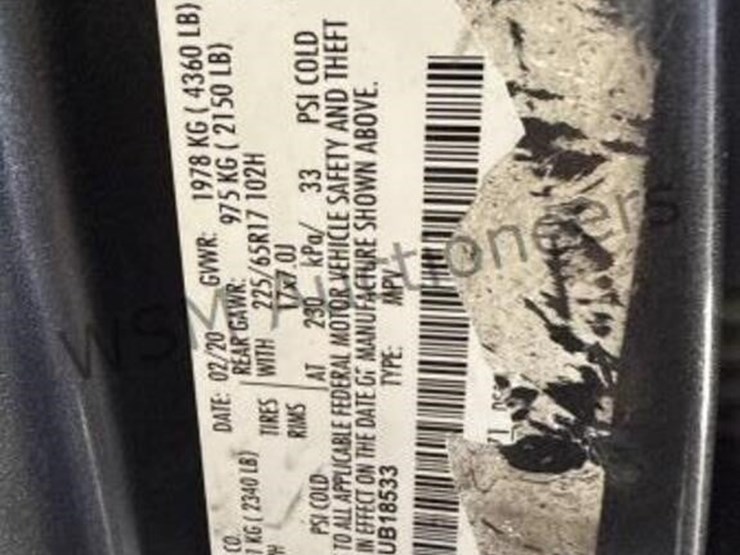 CO. DATE: 02/20 GVWR: 1978 KG ( 4360 LB)
KG ( 2340 LB) REAR GAWR: 975 KG ( 2150 LB)
TIRES WITH 225/65R17 102H
RIMS 17x7.0J
PSI COLD AT 230 kPa/ 33 PSI COLD
TO ALL APPLICABLE FEDERAL MOTOR VEHICLE SAFETY AND THEFT
IN EFFECT ON THE DATE OF MANUFACTURE SHOWN ABOVE.
UB18533 TYPE: MPV
WSM Auctioneers